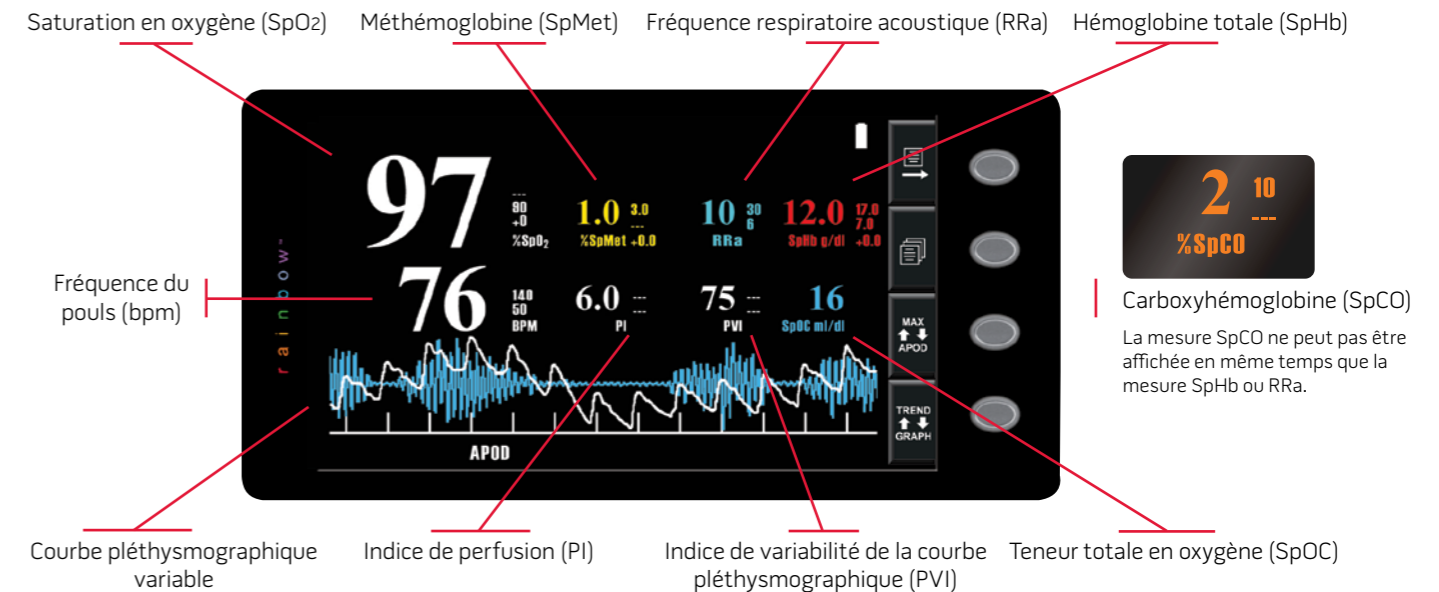 Saturation en oxygène (SpO2)
Méthémoglobine (SpMet)
Fréquence respiratoire acoustique (RRa)
Hémoglobine totale (SpHb)
97
---
90
+0
%SpO2
1.0
3.0
---
%SpMet +0.0
10
30
6
RRa
12.0
17.0
7.0
SpHb g/dl +0.0
2
10
---
%SpCO
rainbow™
Fréquence du
pouls (bpm)
76
140
50
BPM
6.0
---
---
PI
75
---
---
PVI
16
SpOC ml/dl
MAX
APOD
TREND
GRAPH
APOD
Carboxyhémoglobine (SpCO)
La mesure SpCO ne peut pas être
affichée en même temps que la
mesure SpHb ou RRa.
Courbe pléthysmographique
variable
Indice de perfusion (PI)
Indice de variabilité de la courbe
pléthysmographique (PVI)
Teneur totale en oxygène (SpOC)